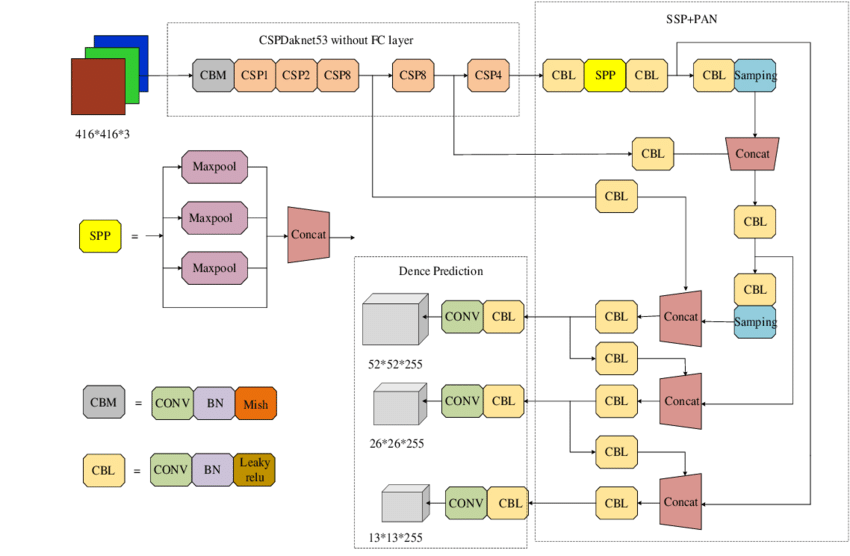 SSP+PAN
CSPDaknet53 without FC layer
CBM
CSP1
CSP2
CSP8
CSP8
CSP4
CBL
SPP
CBL
CBL
Samping
416*416*3
Maxpool
CBL
Concat
CBL
Maxpool
CBL
SPP
=
Concat
Maxpool
Dence Prediction
CBL
Samping
CONV
CBL
CBL
Concat
52*52*255
CBL
CBM
=
CONV
BN
Mish
CONV
CBL
CBL
Concat
26*26*255
CBL
CBL
=
CONV
BN
Leaky
relu
CONV
CBL
CBL
Concat
13*13*255